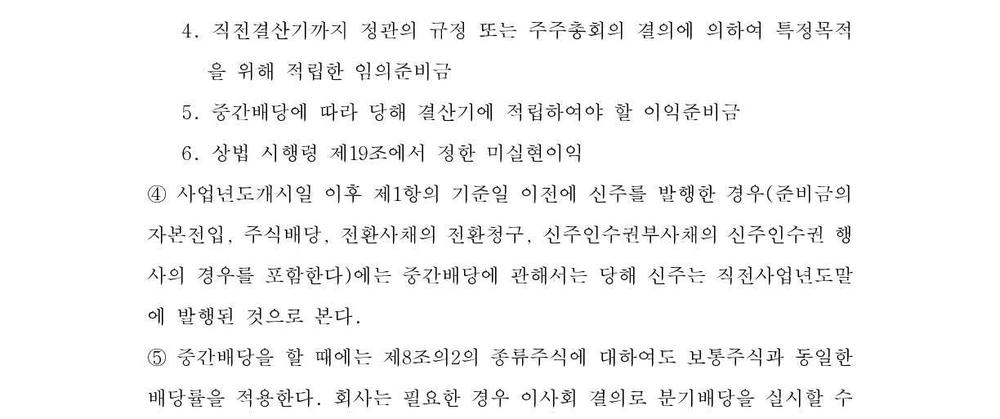 4. 직전결산기까지 정관의 규정 또는 주주총회의 결의에 의하여 특정목적
을 위해 적립한 임의준비금
5. 중간배당에 따라 당해 결산기에 적립하여야 할 이익준비금
6. 상법 시행령 제19조에서 정한 미실현이익
④ 사업년도개시일 이후 제1항의 기준일 이전에 신주를 발행한 경우(준비금의
자본전입, 주식배당, 전환사채의 전환청구, 신주인수권부사채의 신주인수권 행
사의 경우를 포함한다)에는 중간배당에 관해서는 당해 신주는 직전사업년도말
에 발행된 것으로 본다.
⑤ 중간배당을 할 때에는 제8조의2의 종류주식에 대하여도 보통주식과 동일한
배당률을 적용한다. 회사는 필요한 경우 이사회 결의로 분기배당을 실시할 수